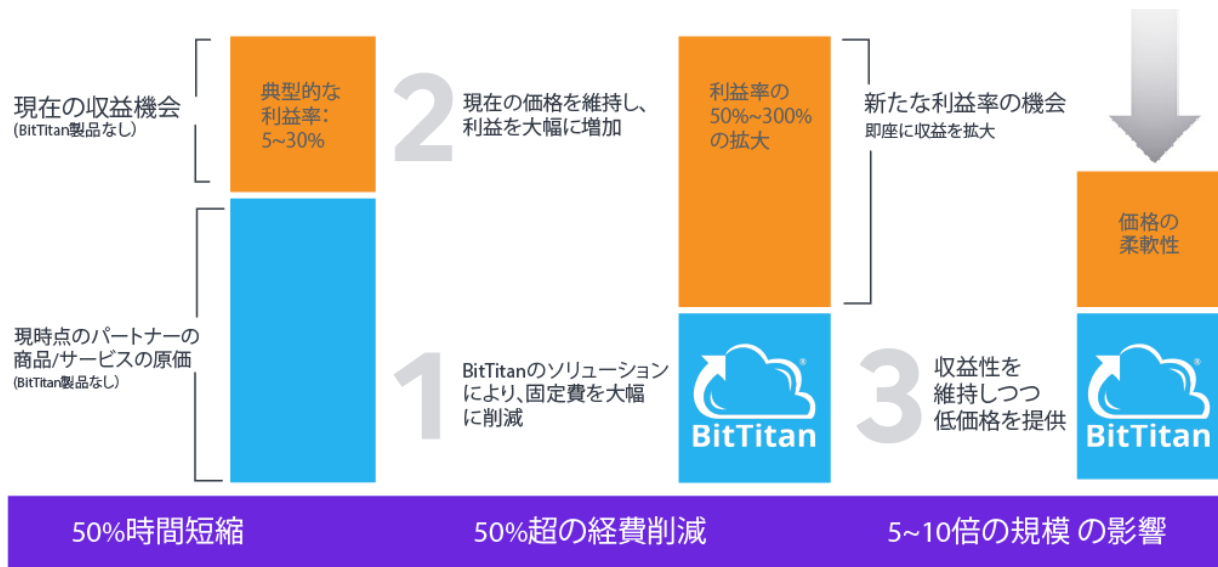 現在の収益機会
(BitTitan製品なし)
典型的な
利益率:
5~30%
現時点のパートナーの
商品/サービスの原価
(BitTitan製品なし)
2
現在の価格を維持し、
利益を大幅に増加
1
BitTitanのソリューション
により、固定費を大幅
に削減
利益率の
50%~300%
の拡大
BitTitan
新たな利益率の機会
即座に収益を拡大
3
収益性を
維持しつつ
低価格を提供
価格の
柔軟性
BitTitan
50%時間短縮
50%超の経費削減
5~10倍の規模 の影響